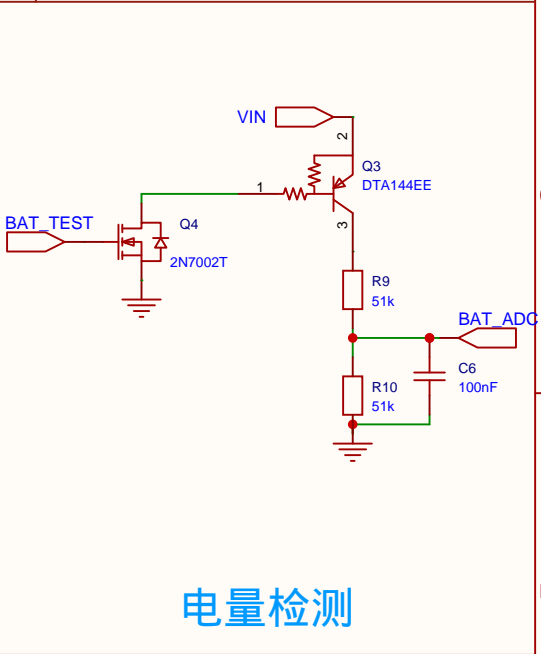 VIN
2
Q3
DTA144EE
1
3
BAT_TEST
Q4
2N7002T
R9
51k
BAT_ADC
C6
100nF
R10
51k
电量检测